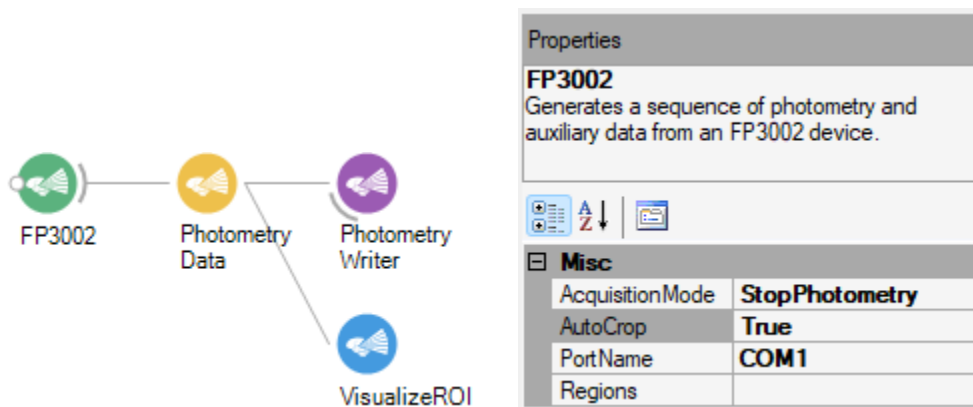 FP3002
Photometry
Data
Photometry
Writer
VisualizeROI
Properties
FP3002
Generates a sequence of photometry and
auxiliary data from an FP3002 device.
A
Z
Misc
AcquisitionMode StopPhotometry
AutoCrop True
PortName COM1
Regions